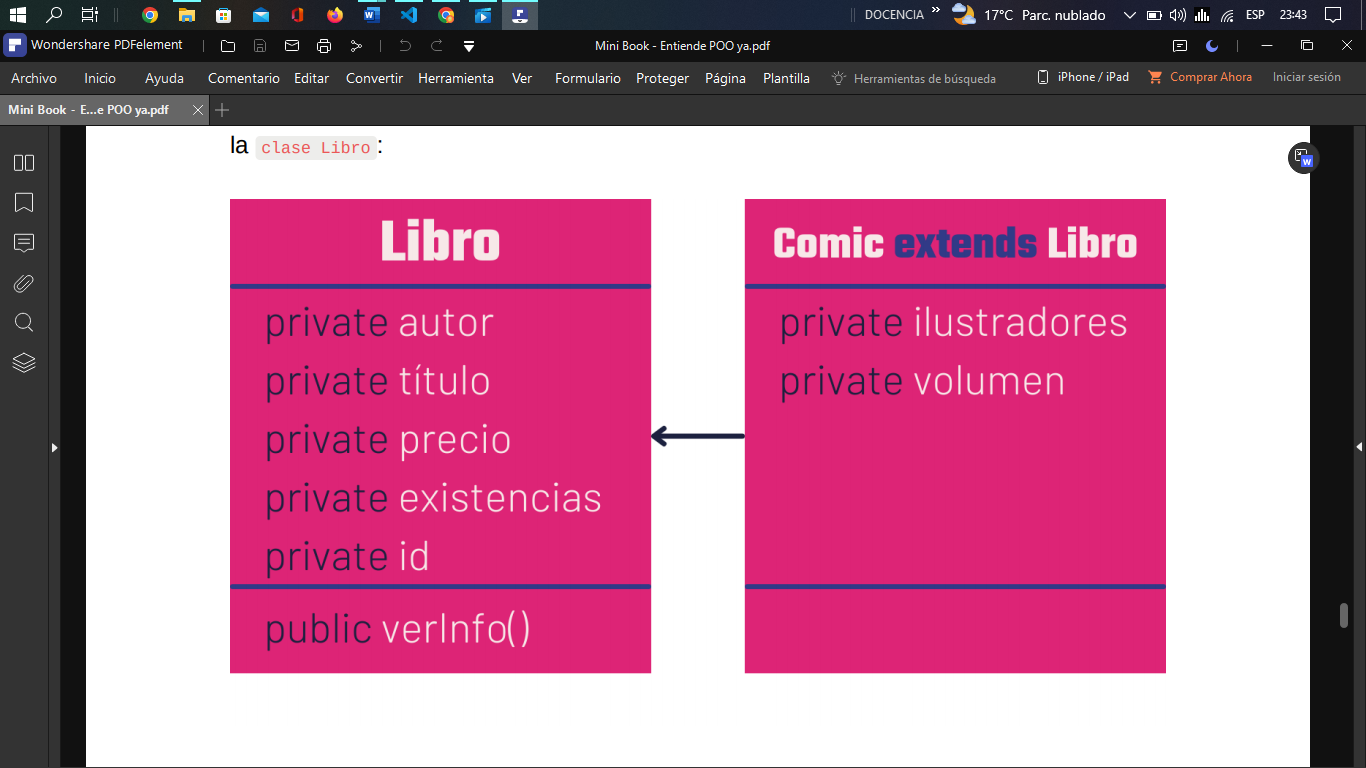 DOCENCIA
17°C Parc. nublado
ESP
23:43
Wondershare PDFelement
Mini Book - Entiende POO ya.pdf
Archivo Inicio Ayuda Comentario Editar Convertir Herramienta Ver Formulario Proteger Página Plantilla Herramientas de búsqueda iPhone / iPad Comprar Ahora Iniciar sesión
Mini Book - E...e POO ya.pdf
la clase Libro:
Libro
private autor
private título
private precio
private existencias
private id
public verInfo()
Comic extends Libro
private ilustradores
private volumen